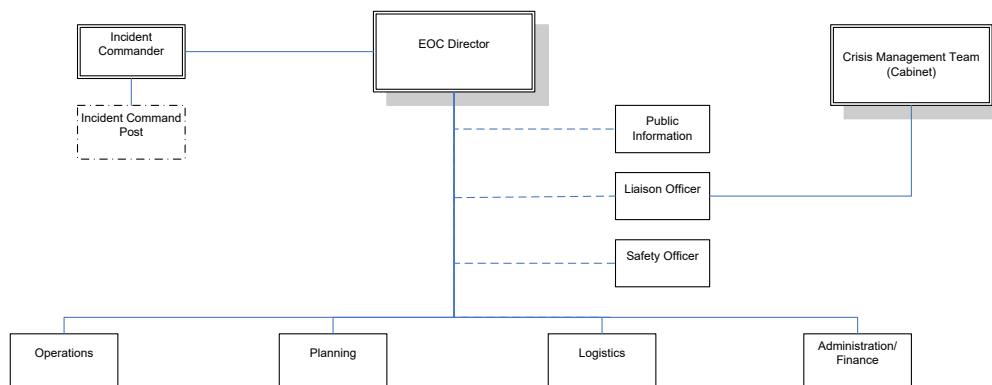 Incident
Commander
EOC Director
Crisis Management Team
(Cabinet)
Incident Command
Post
Public
Information
Liaison Officer
Safety Officer
Operations
Planning
Logistics
Administration/
Finance